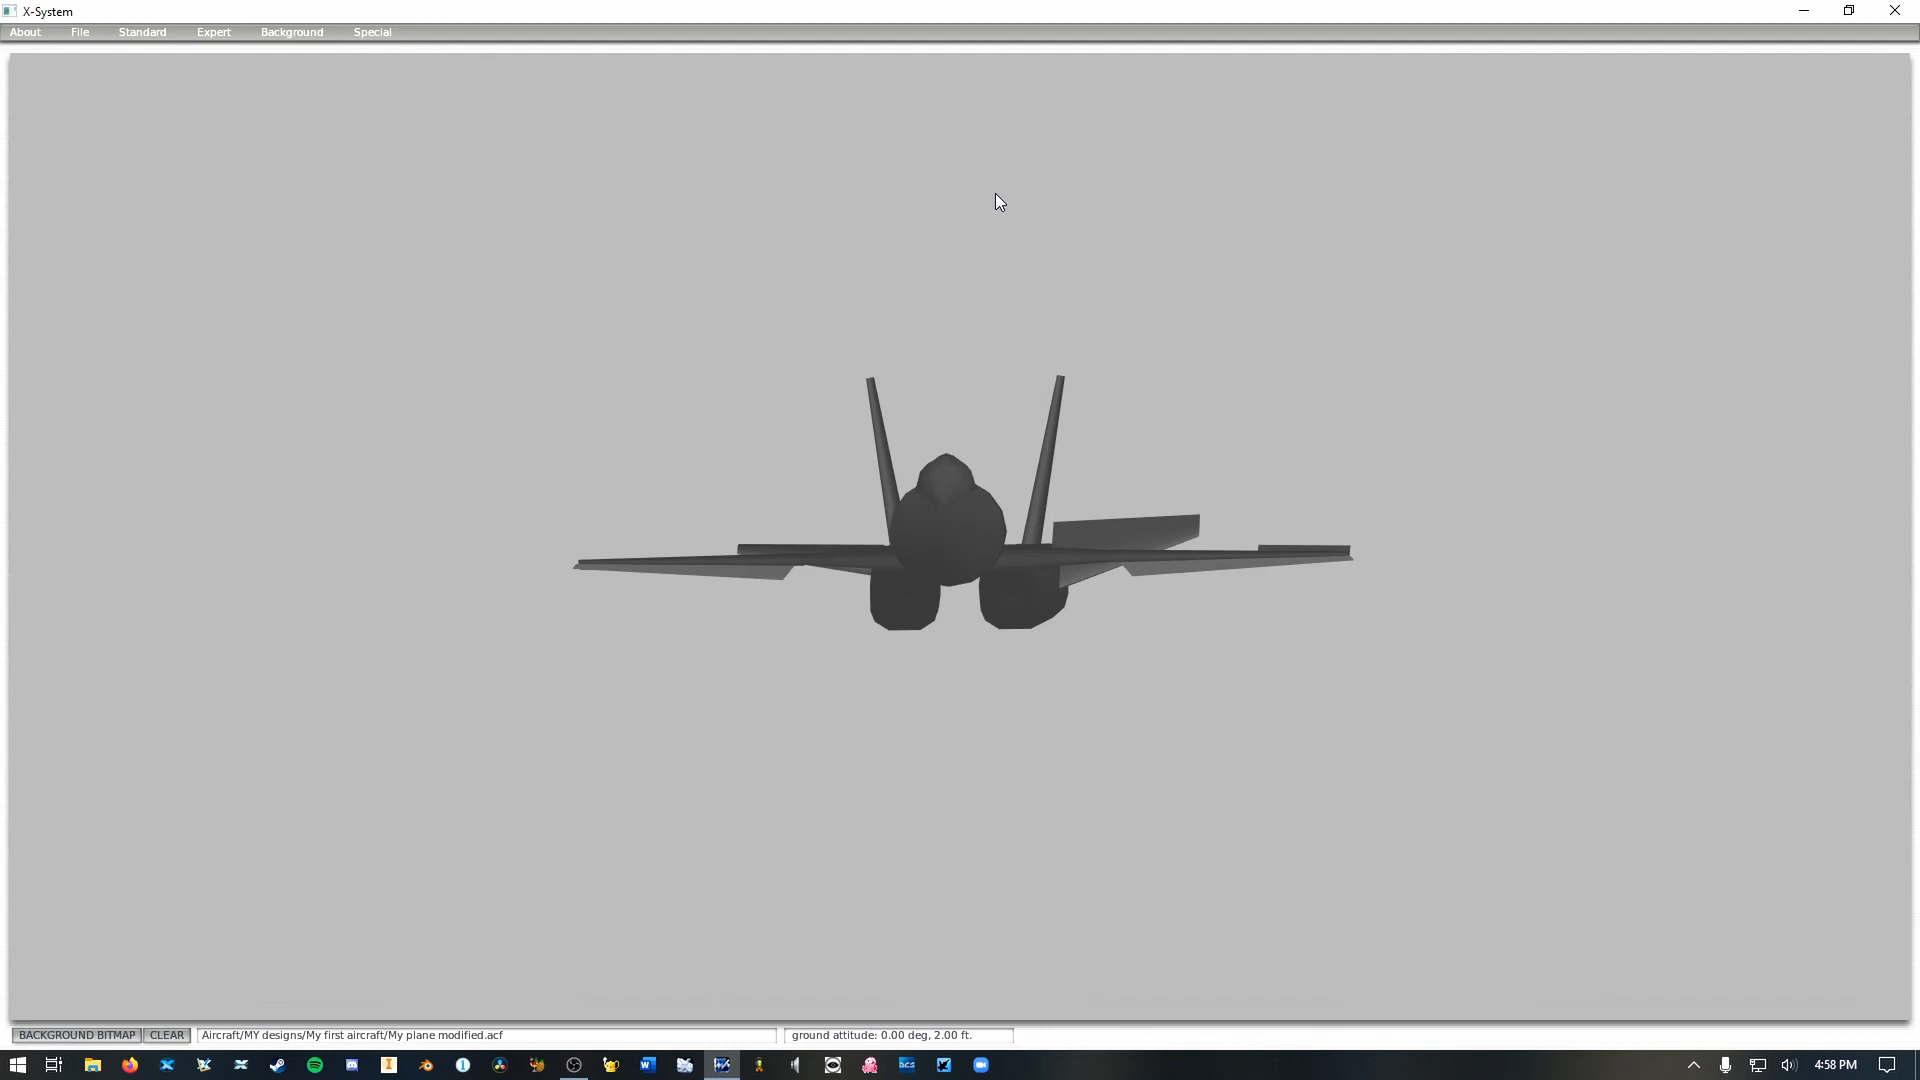 X-System
About File Standard Expert Background Special
BACKGROUND BITMAP CLEAR Aircraft/MY designs/My first aircraft/My plane modified.acf ground attitude: 0.00 deg, 2.00 ft.
4:58 PM